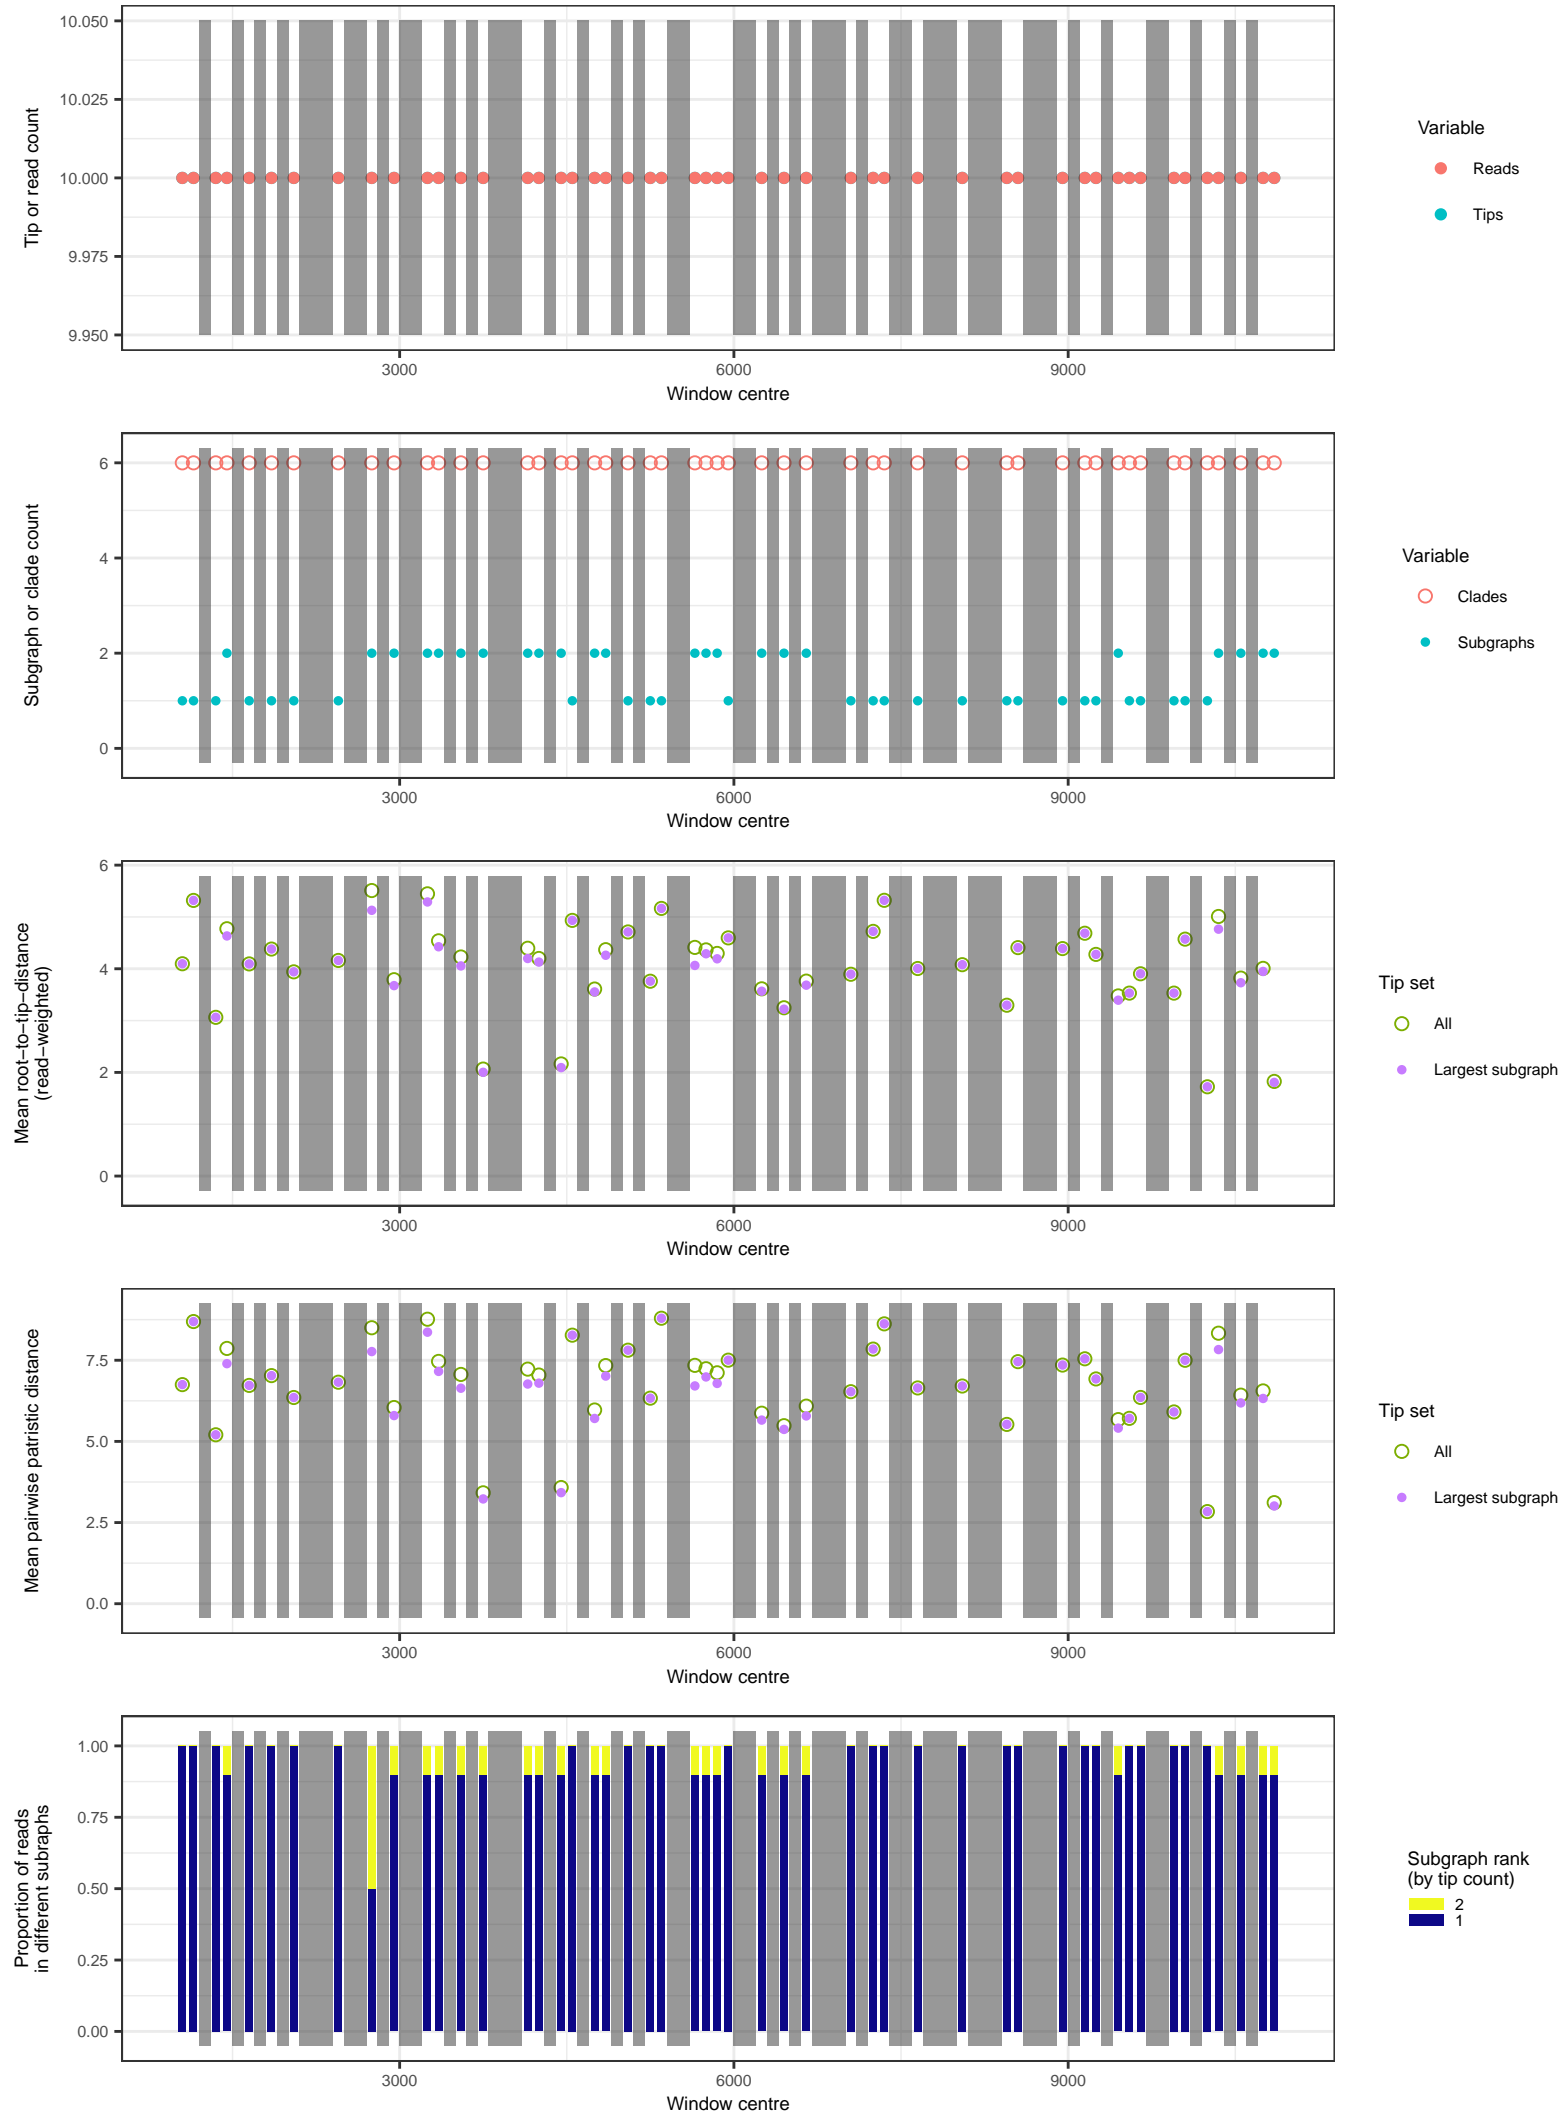 10.050
10.025
10.000
9.975
9.950
Tip or read count
3000 6000 9000
Window centre
Variable
Reads
Tips
6
4
2
0
Subgraph or clade count
3000 6000 9000
Window centre
Variable
Clades
Subgraphs
6
4
2
0
Mean root−to−tip−distance
(read−weighted)
3000 6000 9000
Window centre
Tip set
All
Largest subgraph
7.5
5.0
2.5
0.0
Mean pairwise patristic distance
3000 6000 9000
Window centre
Tip set
All
Largest subgraph
1.00
0.75
0.50
0.25
0.00
Proportion of reads
in different subraphs
3000 6000 9000
Window centre
Subgraph rank
(by tip count)
2
1